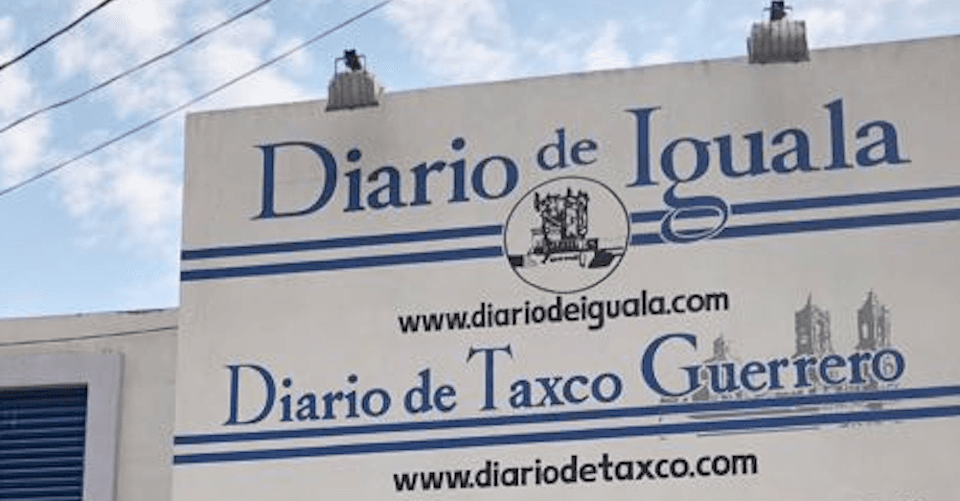 Diario de Iguala
www.diariodeiguala.com
Diario de Taxco Guerrero
www.diariodetaxco.com